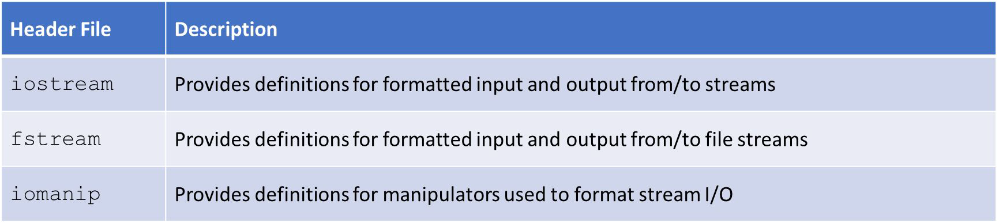 Header File Description
iostream Provides definitions for formatted input and output from/to streams
fstream Provides definitions for formatted input and output from/to file streams
iomanip Provides definitions for manipulators used to format stream I/O